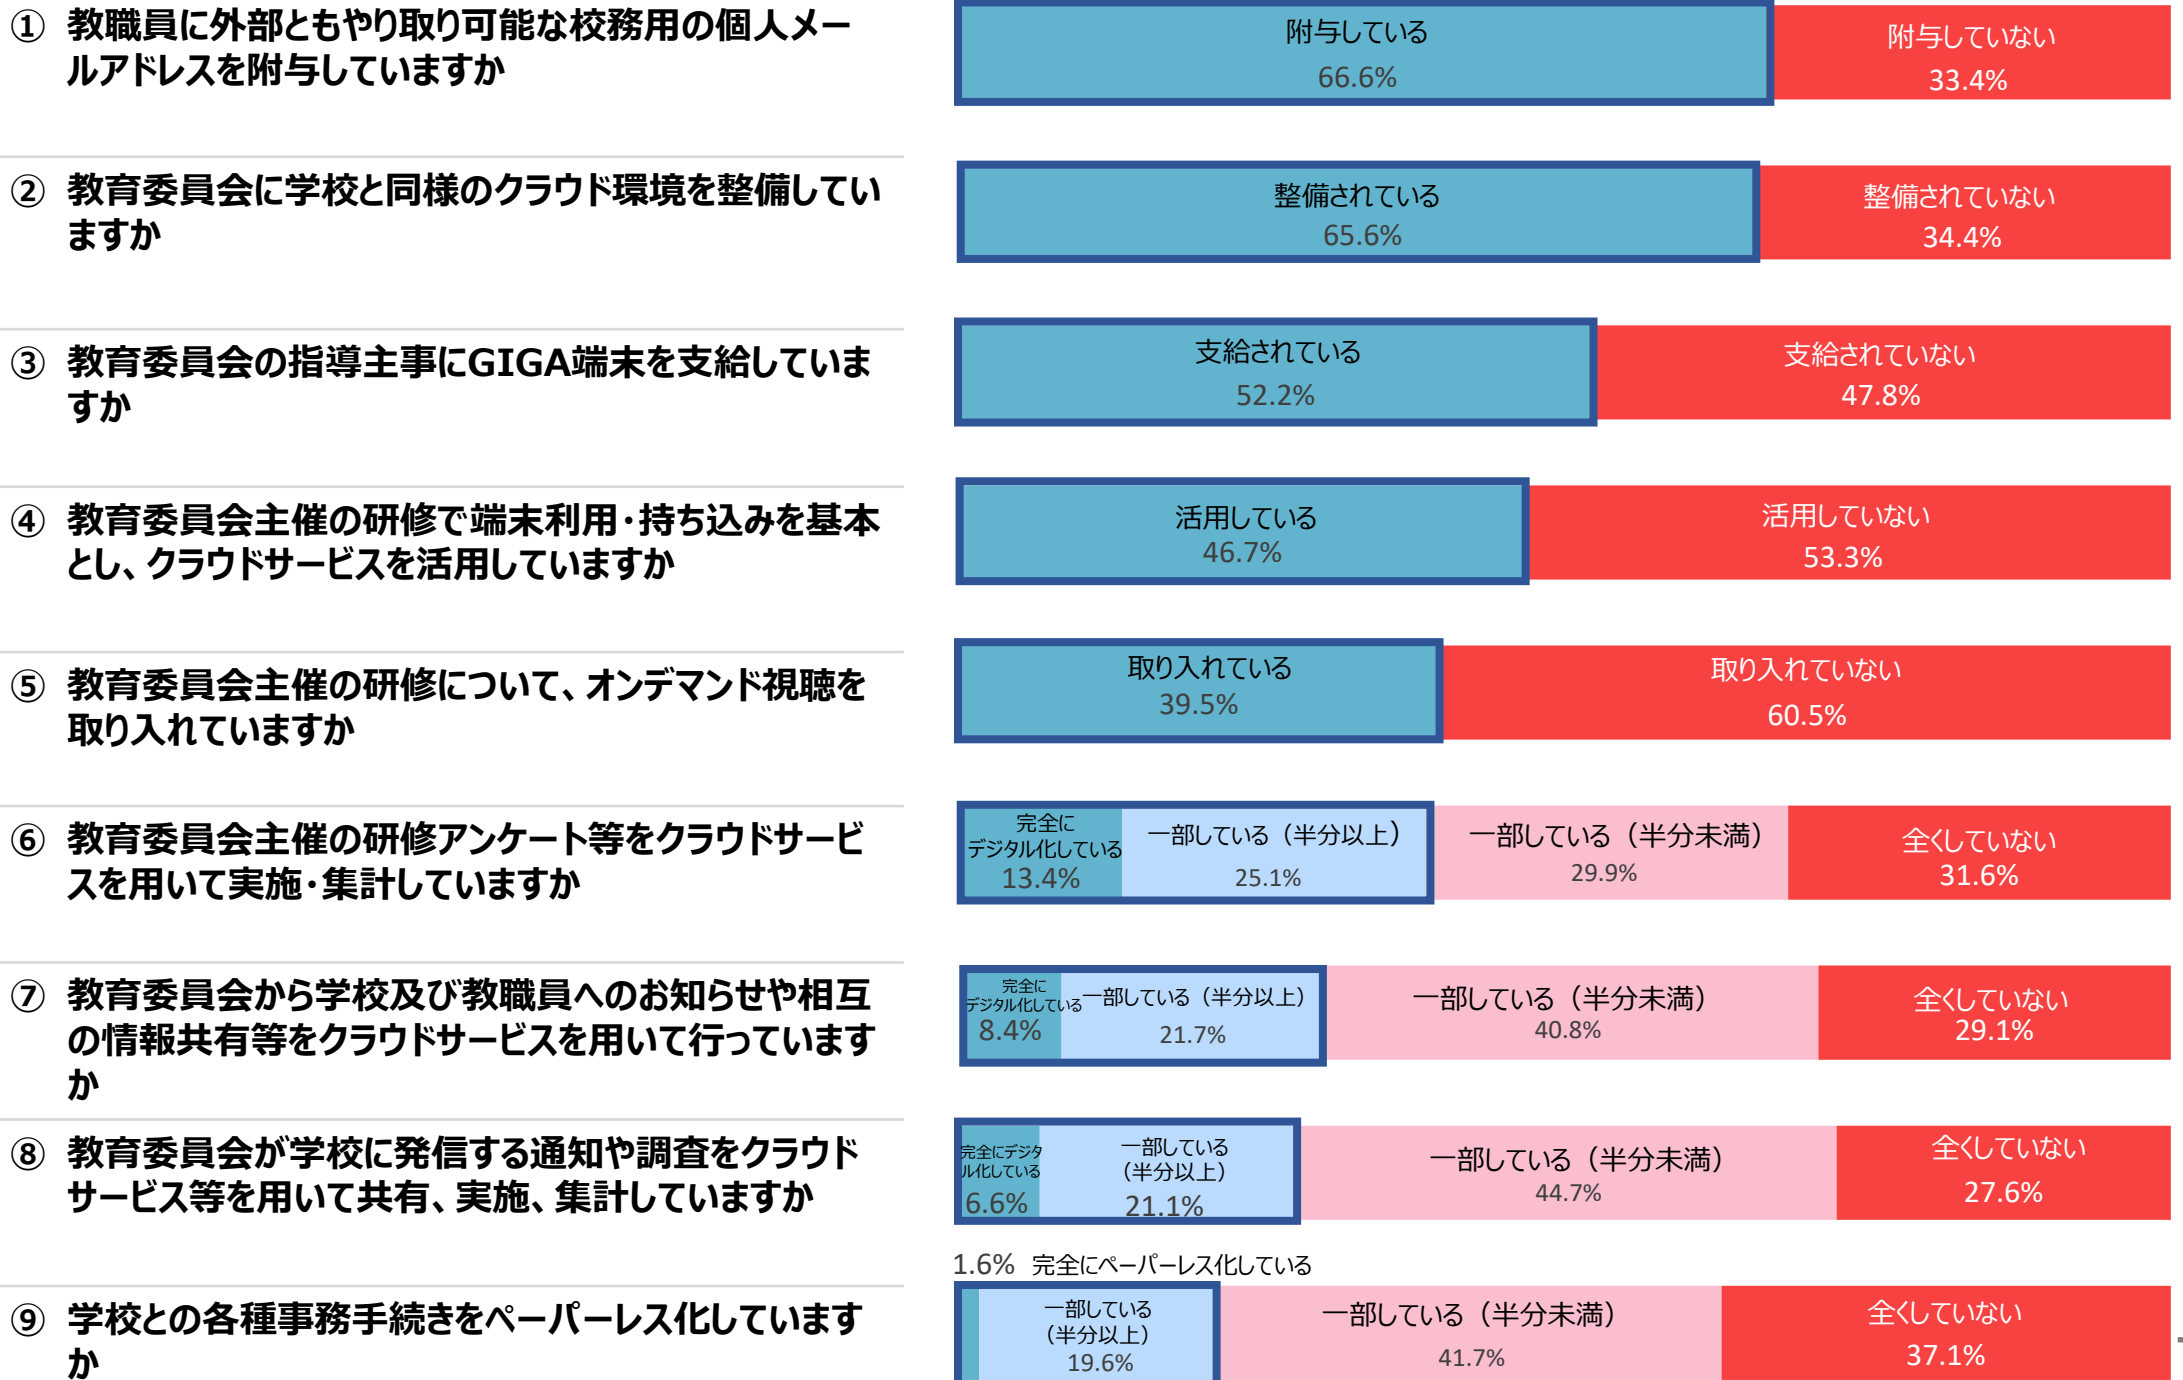 ① 教職員に外部ともやり取り可能な校務用の個人メー
ルアドレスを附与していますか
附与している
66.6%
附与していない
33.4%
② 教育委員会に学校と同様のクラウド環境を整備してい
ますか
整備されている
65.6%
整備されていない
34.4%
③ 教育委員会の指導主事にGIGA端末を支給していま
すか
支給されている
52.2%
支給されていない
47.8%
④ 教育委員会主催の研修で端末利用・持ち込みを基本
とし、クラウドサービスを活用していますか
活用している
46.7%
活用していない
53.3%
⑤ 教育委員会主催の研修について、オンデマンド視聴を
取り入れていますか
取り入れている
39.5%
取り入れていない
60.5%
⑥ 教育委員会主催の研修アンケート等をクラウドサービ
スを用いて実施・集計していますか
完全に
デジタル化している
13.4%
一部している（半分以上）
25.1%
一部している（半分未満）
29.9%
全くしていない
31.6%
⑦ 教育委員会から学校及び教職員へのお知らせや相互
の情報共有等をクラウドサービスを用いて行っています
か
完全に
デジタル化している
8.4%
一部している（半分以上）
21.7%
一部している（半分未満）
40.8%
全くしていない
29.1%
⑧ 教育委員会が学校に発信する通知や調査をクラウド
サービス等を用いて共有、実施、集計していますか
完全にデジタ
ル化している
6.6%
一部している
（半分以上）
21.1%
一部している（半分未満）
44.7%
全くしていない
27.6%
⑨ 学校との各種事務手続きをペーパーレス化しています
か
1.6% 完全にペーパーレス化している
一部している
（半分以上）
19.6%
一部している（半分未満）
41.7%
全くしていない
37.1%